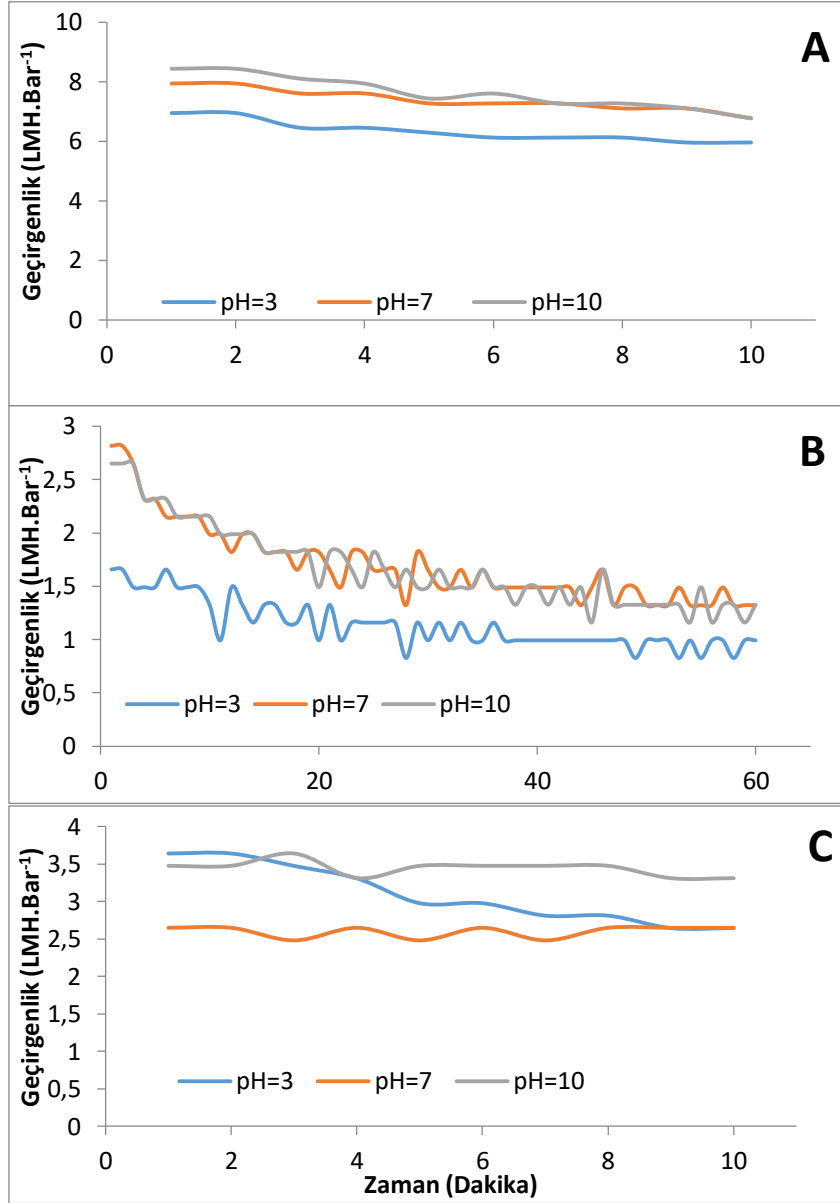 A
Geçirgenlik (LMH.Bar⁻¹)
10
8
6
4
2
0
pH=3 pH=7 pH=10
0 2 4 6 8 10
B
Geçirgenlik (LMH.Bar⁻¹)
3
2,5
2
1,5
1
0,5
0
pH=3 pH=7 pH=10
0 20 40 60
C
Geçirgenlik (LMH.Bar⁻¹)
4
3,5
3
2,5
2
1,5
1
0,5
0
pH=3 pH=7 pH=10
0 2 4 6 8 10
Zaman (Dakika)